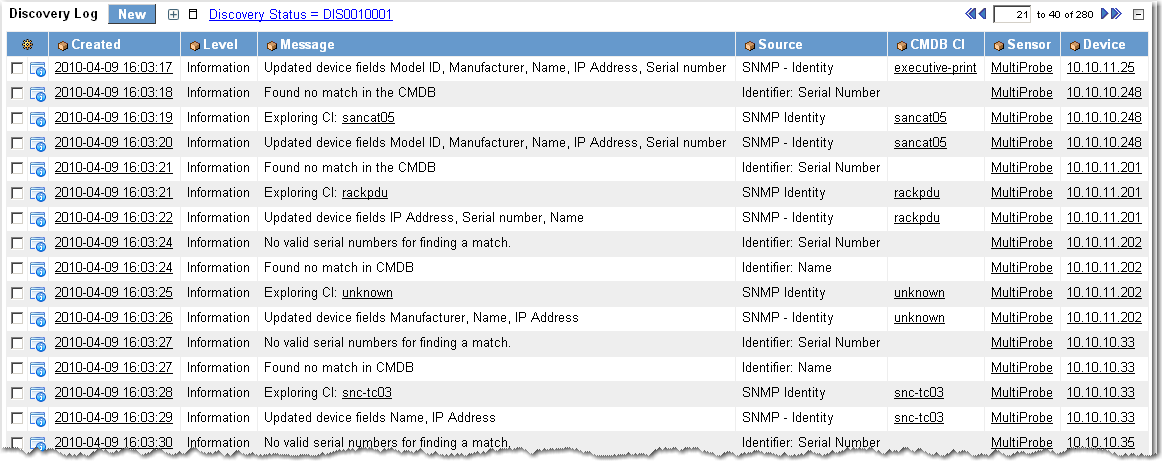 Discovery Log New Discovery Status = DIS0010001 21 to 40 of 280
Created Level Message Source CMDB CI Sensor Device
2010-04-09 16:03:17 Information Updated device fields Model ID, Manufacturer, Name, IP Address, Serial number SNMP - Identity executive-print MultiProbe 10.10.11.25
2010-04-09 16:03:18 Information Found no match in the CMDB Identifier: Serial Number MultiProbe 10.10.10.248
2010-04-09 16:03:19 Information Exploring CI: sancat05 SNMP Identity sancat05 MultiProbe 10.10.10.248
2010-04-09 16:03:20 Information Updated device fields Model ID, Manufacturer, Name, IP Address, Serial number SNMP - Identity sancat05 MultiProbe 10.10.10.248
2010-04-09 16:03:21 Information Found no match in the CMDB Identifier: Serial Number MultiProbe 10.10.11.201
2010-04-09 16:03:21 Information Exploring CI: rackpdu SNMP Identity rackpdu MultiProbe 10.10.11.201
2010-04-09 16:03:22 Information Updated device fields IP Address, Serial number, Name SNMP - Identity rackpdu MultiProbe 10.10.11.201
2010-04-09 16:03:24 Information No valid serial numbers for finding a match. Identifier: Serial Number MultiProbe 10.10.11.202
2010-04-09 16:03:24 Information Found no match in CMDB Identifier: Name MultiProbe 10.10.11.202
2010-04-09 16:03:25 Information Exploring CI: unknown SNMP Identity unknown MultiProbe 10.10.11.202
2010-04-09 16:03:26 Information Updated device fields Manufacturer, Name, IP Address SNMP - Identity unknown MultiProbe 10.10.11.202
2010-04-09 16:03:27 Information No valid serial numbers for finding a match. Identifier: Serial Number MultiProbe 10.10.10.33
2010-04-09 16:03:27 Information Found no match in CMDB Identifier: Name MultiProbe 10.10.10.33
2010-04-09 16:03:28 Information Exploring CI: snc-tc03 SNMP Identity snc-tc03 MultiProbe 10.10.10.33
2010-04-09 16:03:29 Information Updated device fields Name, IP Address SNMP - Identity snc-tc03 MultiProbe 10.10.10.33
2010-04-09 16:03:30 Information No valid serial numbers for finding a match. Identifier: Serial Number MultiProbe 10.10.10.35